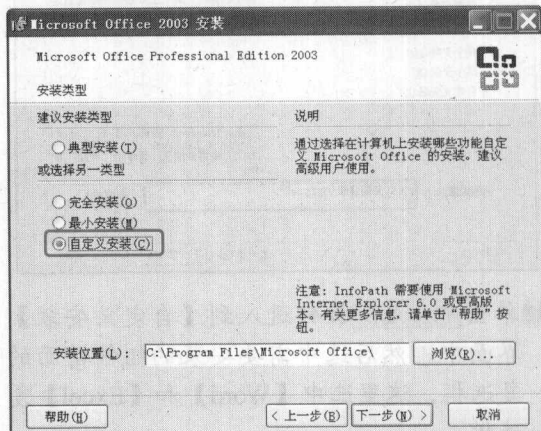 Microsoft Office 2003 安装
Microsoft Office Professional Edition 2003
安装类型
建议安装类型
典型安装(T)
或选择另一类型
完全安装(O)
最小安装(M)
自定义安装(C)
说明
通过选择在计算机上安装哪些功能自定
义 Microsoft Office 的安装。建议
高级用户使用。
注意: InfoPath 需要使用 Microsoft
Internet Explorer 6.0 或更高版
本。有关更多信息，请单击“帮助”按
钮。
安装位置(L): C:\Program Files\Microsoft Office\ 浏览(R)...
帮助(H) < 上一步(B) 下一步(N) > 取消